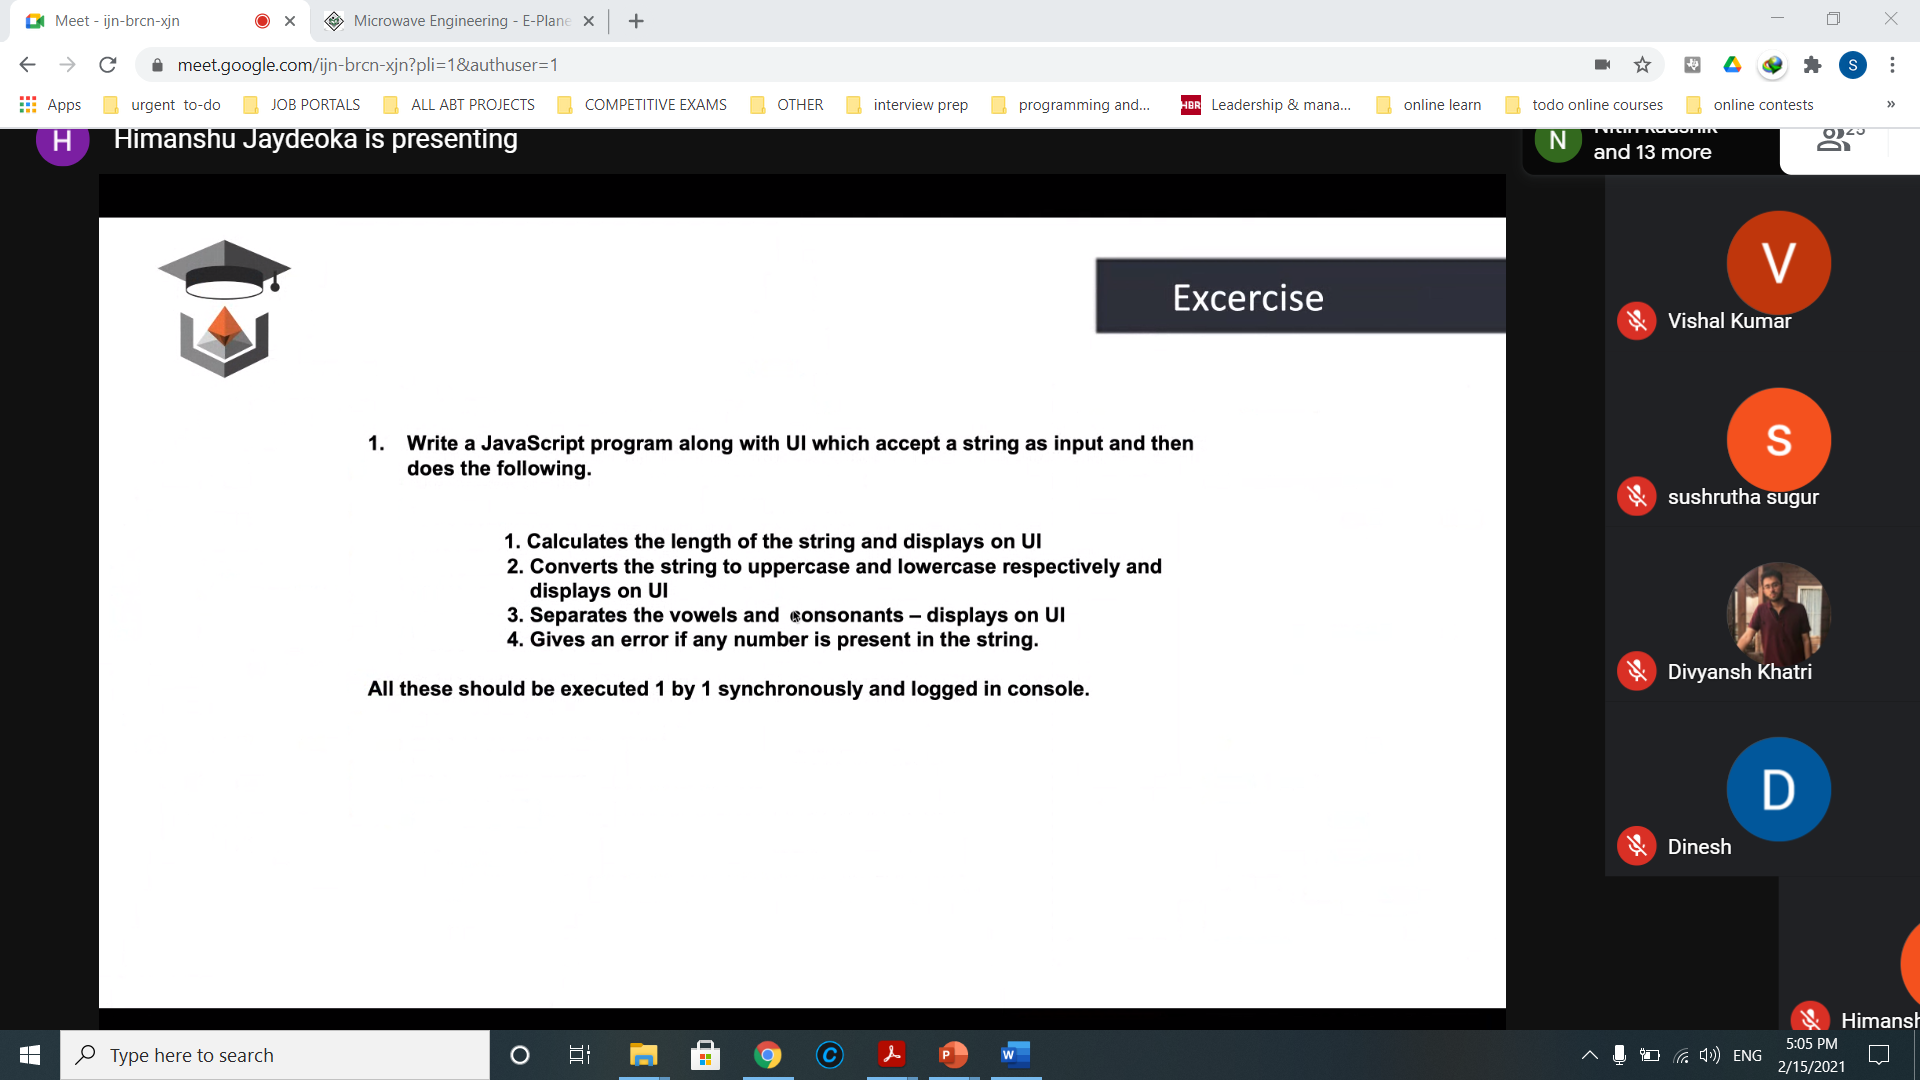 Meet - ijn-brcn-xjn
Microwave Engineering - E-Plane
meet.google.com/ijn-brcn-xjn?pli=1&authuser=1
S
Apps
urgent to-do
JOB PORTALS
ALL ABT PROJECTS
COMPETITIVE EXAMS
OTHER
interview prep
programming and...
HBR
Leadership & mana...
online learn
todo online courses
online contests
»
H
Himanshu Jaydeoka is presenting
N
Nitin kaushik
and 13 more
Excercise
1. Write a JavaScript program along with UI which accept a string as input and then
does the following.
1. Calculates the length of the string and displays on UI
2. Converts the string to uppercase and lowercase respectively and
displays on UI
3. Separates the vowels and consonants – displays on UI
4. Gives an error if any number is present in the string.
All these should be executed 1 by 1 synchronously and logged in console.
V
Vishal Kumar
S
sushrutha sugur
Divyansh Khatri
D
Dinesh
Himansh
Type here to search
ENG
5:05 PM
2/15/2021